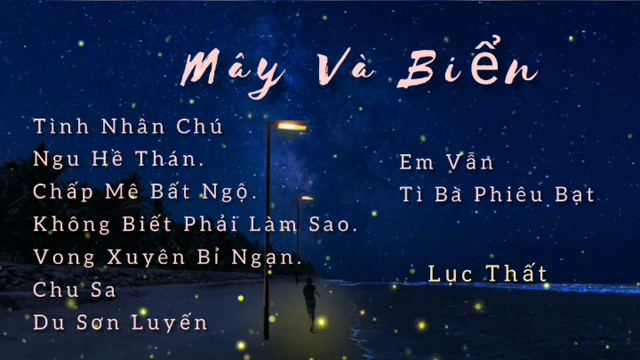 Mây Và Biển
Tình Nhân Chú
Ngu Hề Thán.
Chấp Mê Bất Ngộ.
Không Biết Phải Làm Sao.
Vong Xuyên Bỉ Ngạn.
Chu Sa
Du Sơn Luyến
Em Vẫn
Tì Bà Phiêu Bạt
Lục Thất